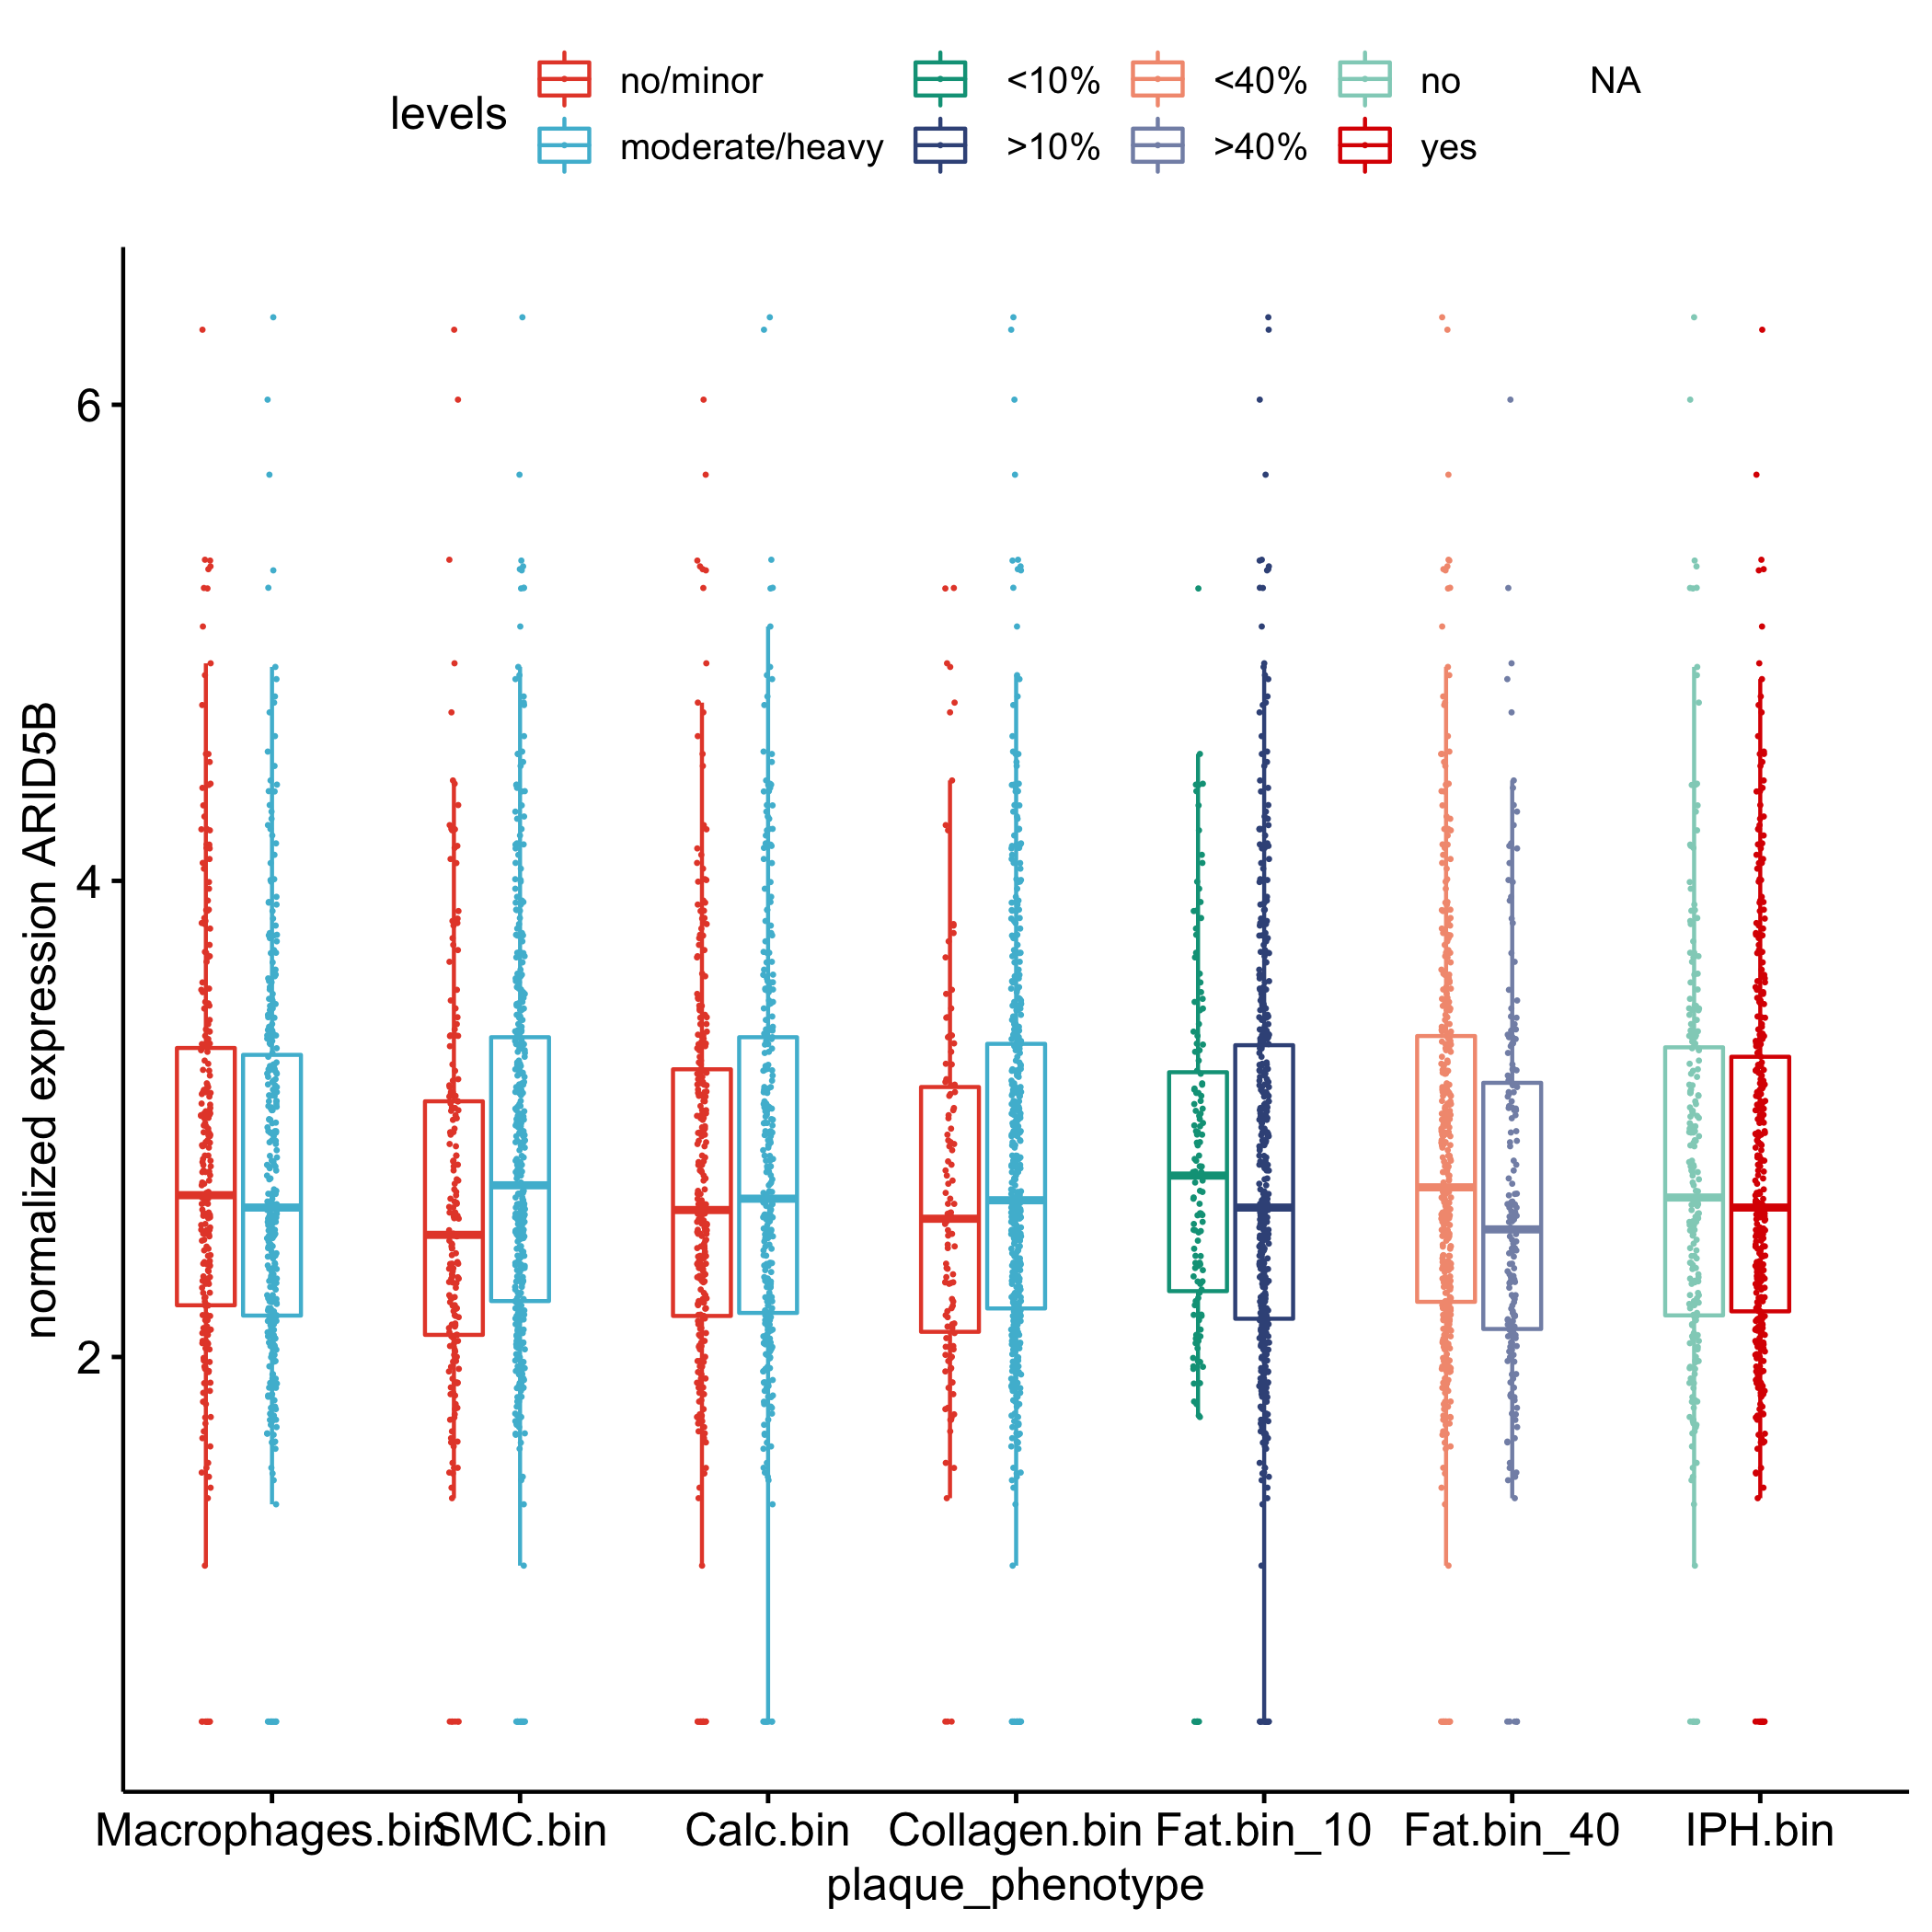 levels
no/minor <10% <40% no NA
moderate/heavy >10% >40% yes
normalized expression ARID5B
6
4
2
Macrophages.bin SMC.bin Calc.bin Collagen.bin Fat.bin_10 Fat.bin_40 IPH.bin
plaque_phenotype